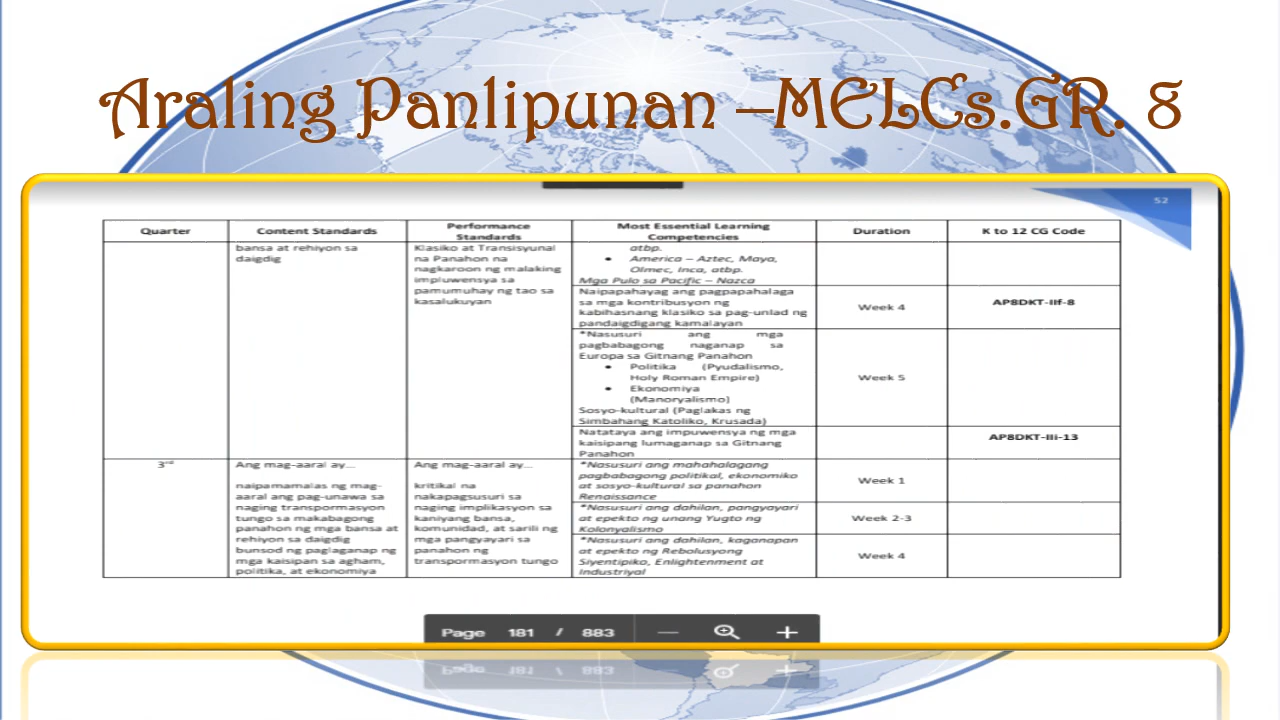 Araling Panlipunan –MELCs.GR. 8
52
Quarter
Content Standards
Performance
Standards
Most Essential Learning
Competencies
Duration
K to 12 CG Code
bansa at rehiyon sa
daigdig
Klasiko at Transisyunal
na Panahon na
nagkaroon ng malaking
impluwensya sa
pamumuhay ng tao sa
kasalukuyan
atbp.
• America – Aztec, Maya,
Olmec, Inca, atbp.
Mga Pulo sa Pacific – Nazca
Naipapahayag ang pagpapahalaga
sa mga kontribusyon ng
kabihasnang klasiko sa pag-unlad ng
pandaigdigang kamalayan
Week 4
AP8DKT-IIf-8
*Nasusuri ang mga
pagbabagong naganap sa
Europa sa Gitnang Panahon
• Politika (Pyudalismo,
Holy Roman Empire)
• Ekonomiya
(Manoryalismo)
Sosyo-kultural (Paglakas ng
Simbahang Katoliko, Krusada)
Week 5
Natataya ang impuwensya ng mga
kaisipang lumaganap sa Gitnang
Panahon
AP8DKT-IIi-13
3rd
Ang mag-aaral ay...
naipamamalas ng mag-
aaral ang pag-unawa sa
naging transpormasyon
tungo sa makabagong
panahon ng mga bansa at
rehiyon sa daigdig
bunsod ng paglaganap ng
mga kaisipan sa agham,
politika, at ekonomiya
Ang mag-aaral ay...
kritikal na
nakapagsusuri sa
naging implikasyon sa
kaniyang bansa,
komunidad, at sarili ng
mga pangyayari sa
panahon ng
transpormasyon tungo
*Nasusuri ang mahahalagang
pagbabagong politikal, ekonomiko
at sosyo-kultural sa panahon
Renaissance
Week 1
*Nasusuri ang dahilan, pangyayari
at epekto ng unang Yugto ng
Kolonyalismo
Week 2-3
*Nasusuri ang dahilan, kaganapan
at epekto ng Rebolusyong
Siyentipiko, Enlightenment at
Industriyal
Week 4
Page 181 / 883